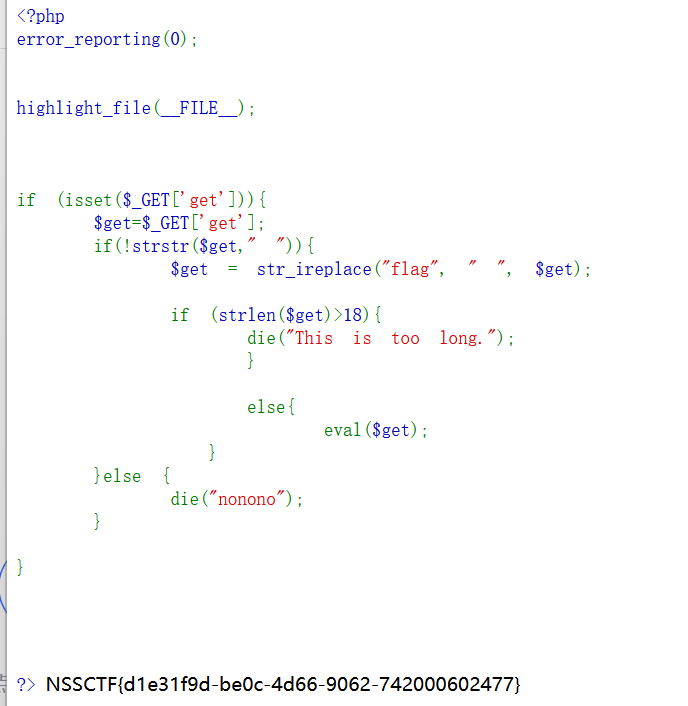 <?php
error_reporting(0);
highlight_file(__FILE__);
if (isset($_GET['get'])){
$get=$_GET['get'];
if(!strstr($get," ")){
$get = str_ireplace("flag", " ", $get);
if (strlen($get)>18){
die("This is too long.");
}
else{
eval($get);
}
}else {
die("nonono");
}
}
?> NSSCTF{d1e31f9d-be0c-4d66-9062-742000602477}